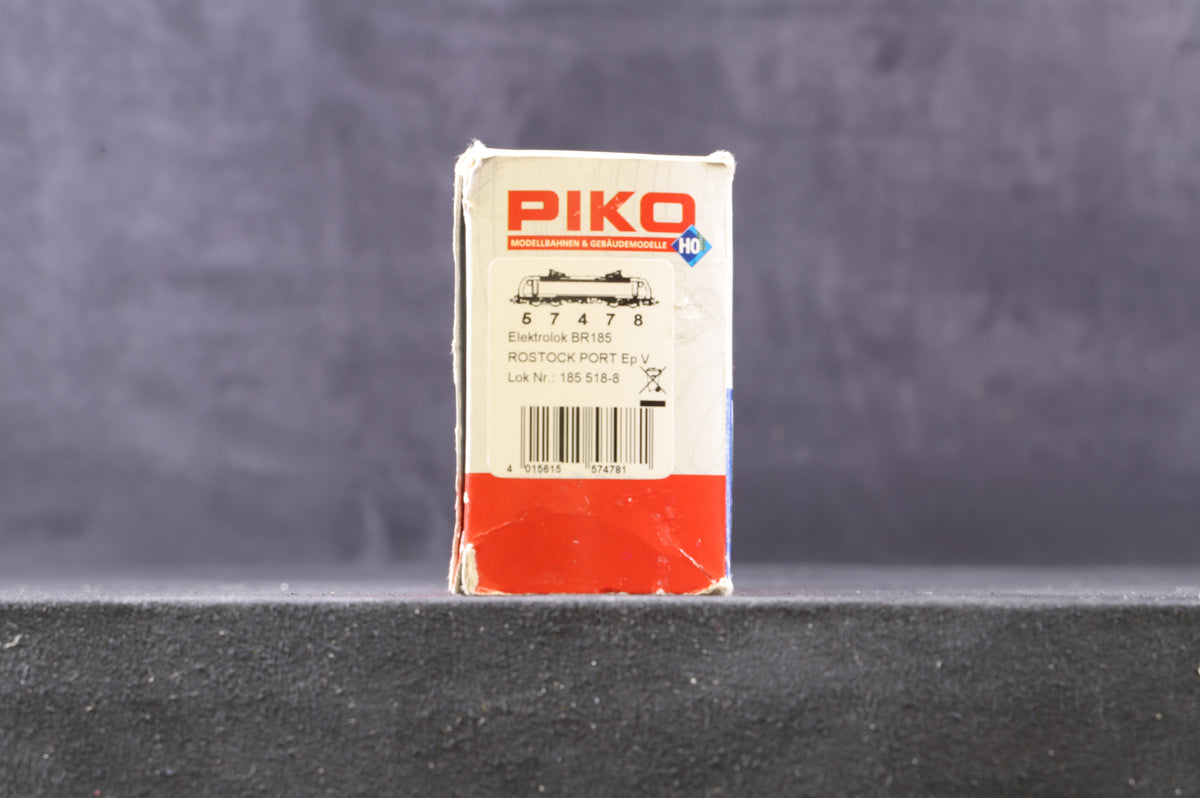 PIKO
MODELLBAHNEN & GEBÄUDEMODELLE
H0
5 7 4 7 8
Elektrolok BR185
ROSTOCK PORT Ep V
Lok Nr.: 185 518-8
4 015615 574781